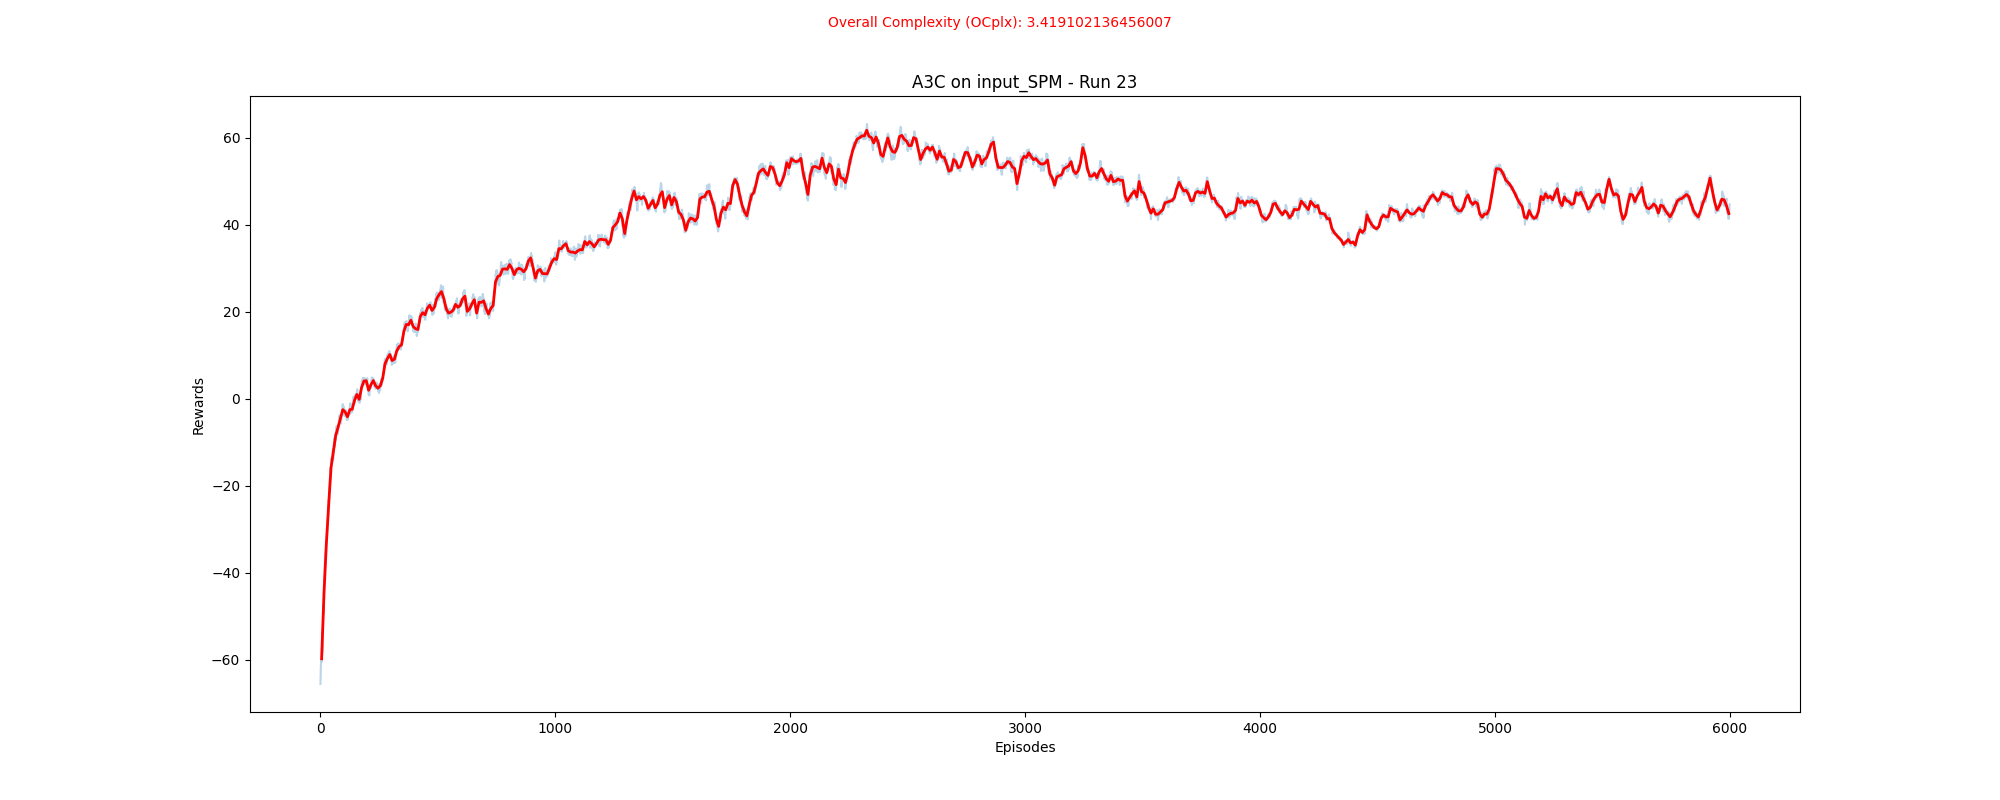 Overall Complexity (OCplx): 3.419102136456007
A3C on input_SPM - Run 23
60
40
20
0
−20
−40
−60
Rewards
0 1000 2000 3000 4000 5000 6000
Episodes